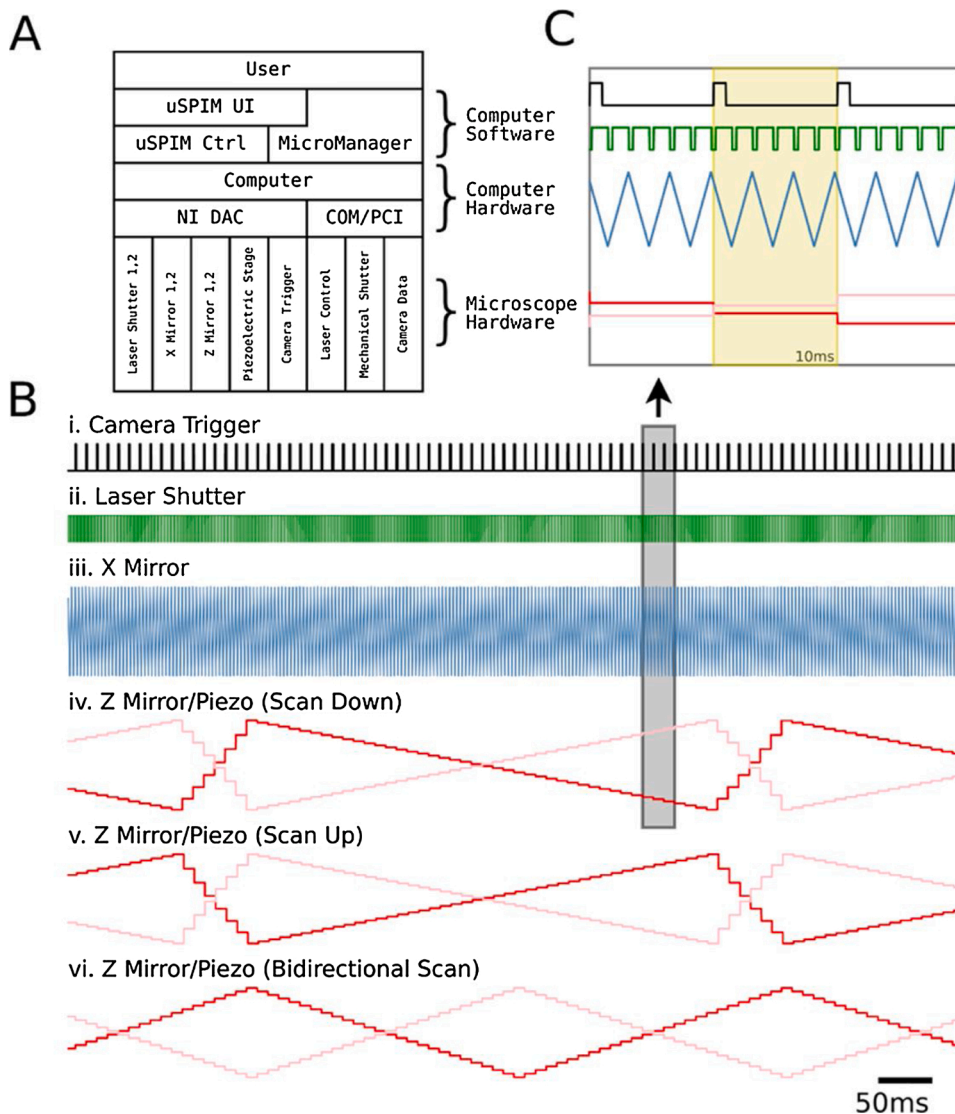 A
User
uSPIM UI
uSPIM Ctrl
MicroManager
Computer
NI DAC
COM/PCI
Laser Shutter 1,2
X Mirror 1,2
Z Mirror 1,2
Piezoelectric Stage
Camera Trigger
Laser Control
Mechanical Shutter
Camera Data
Computer
Software
Computer
Hardware
Microscope
Hardware
C
10ms
B
i. Camera Trigger
ii. Laser Shutter
iii. X Mirror
iv. Z Mirror/Piezo (Scan Down)
v. Z Mirror/Piezo (Scan Up)
vi. Z Mirror/Piezo (Bidirectional Scan)
50ms